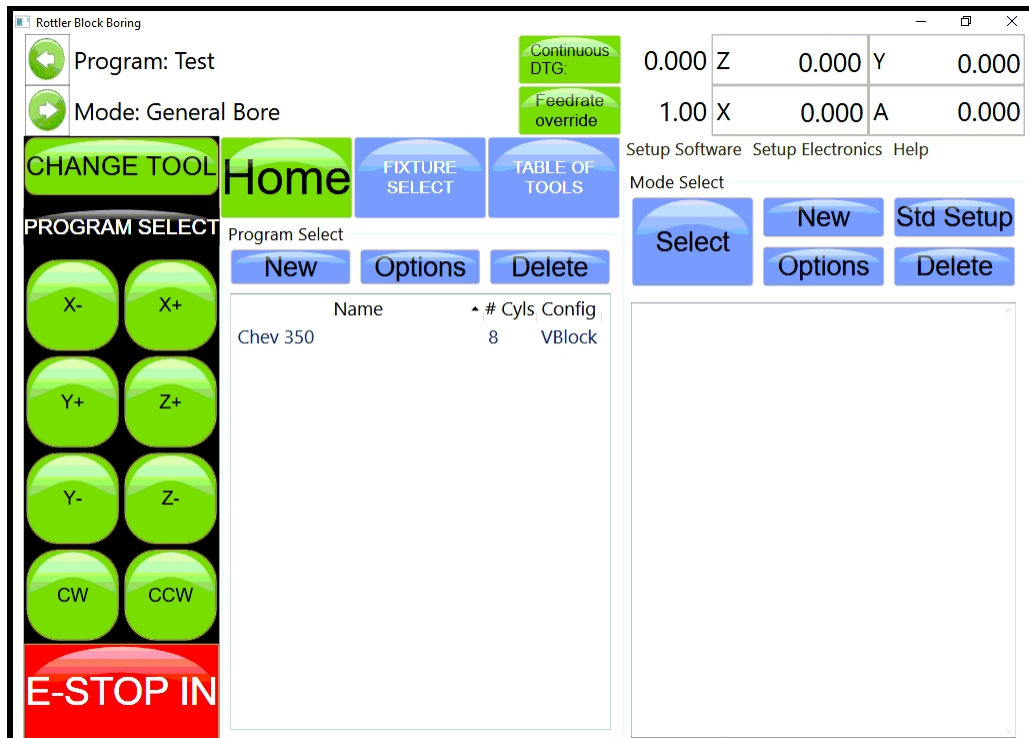 Rottler Block Boring
Program: Test
Continuous
DTG:
0.000 Z 0.000 Y 0.000
Mode: General Bore
Feedrate
override
1.00 X 0.000 A 0.000
CHANGE TOOL
Home
FIXTURE
SELECT
TABLE OF
TOOLS
Setup Software Setup Electronics Help
PROGRAM SELECT
Program Select
New Options Delete
Name # Cyls Config
Chev 350 8 VBlock
Mode Select
Select
New Std Setup
Options Delete
X- X+
Y+ Z+
Y- Z-
CW CCW
E-STOP IN